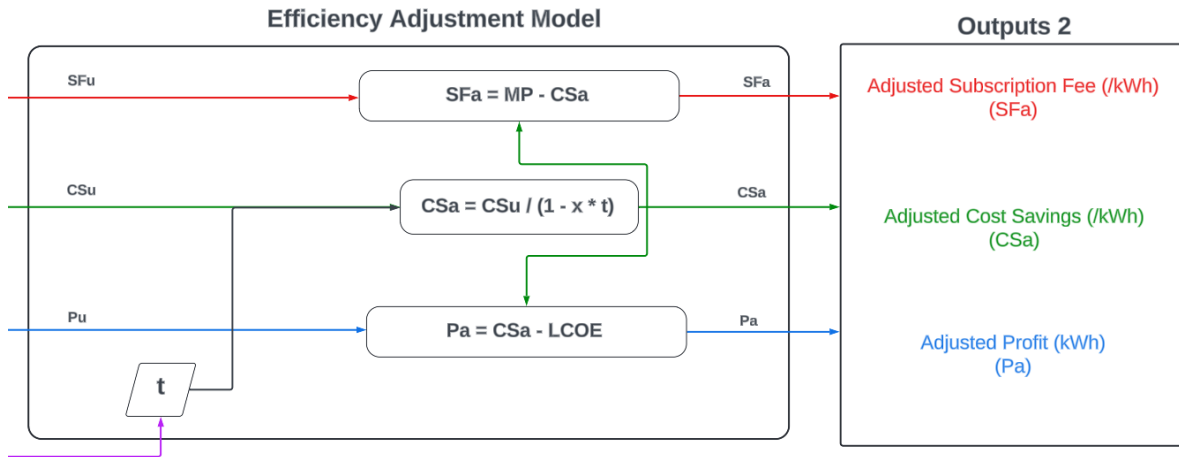 Efficiency Adjustment Model
Outputs 2
SFu
SFa = MP - CSa
SFa
Adjusted Subscription Fee (/kWh)
(SFa)
CSu
CSa = CSu / (1 - x * t)
CSa
Adjusted Cost Savings (/kWh)
(CSa)
Pu
Pa = CSa - LCOE
Pa
Adjusted Profit (kWh)
(Pa)
t